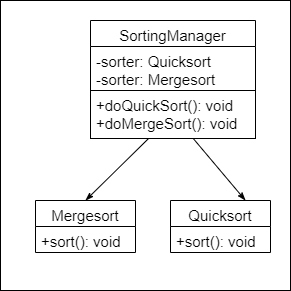 SortingManager
-sorter: Quicksort
-sorter: Mergesort
+doQuickSort(): void
+doMergeSort(): void
Mergesort
+sort(): void
Quicksort
+sort(): void